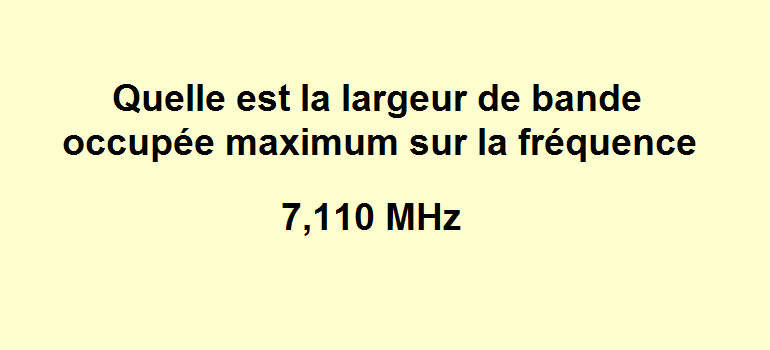 Quelle est la largeur de bande
occupée maximum sur la fréquence
7,110 MHz